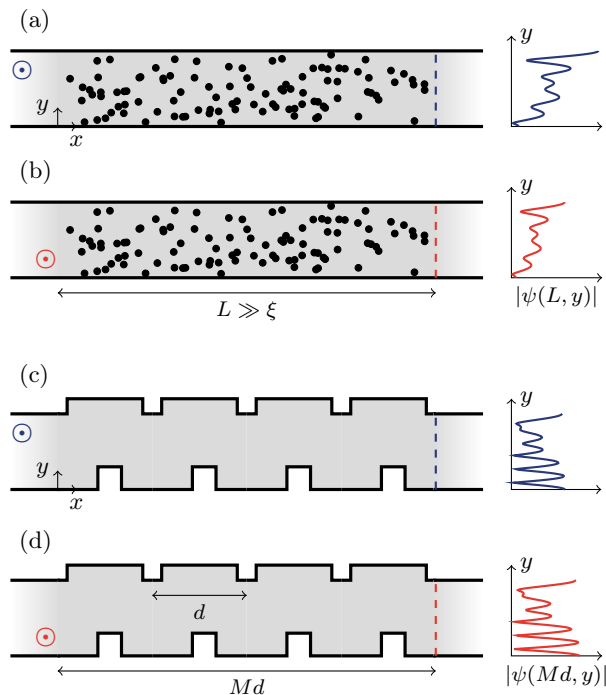 (a)
y
y
x
(b)
y
L ≫ ξ
|ψ(L, y)|
(c)
y
y
x
(d)
y
d
Md
|ψ(Md, y)|